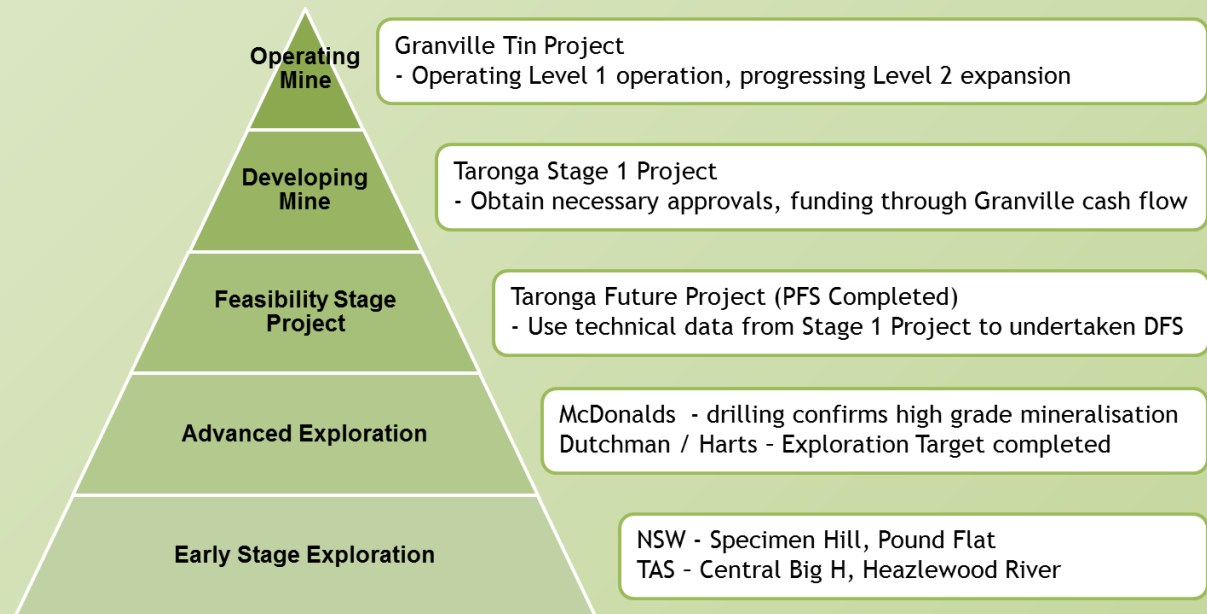 Operating
Mine
Granville Tin Project
- Operating Level 1 operation, progressing Level 2 expansion
Developing
Mine
Taronga Stage 1 Project
- Obtain necessary approvals, funding through Granville cash flow
Feasibility Stage
Project
Taronga Future Project (PFS Completed)
- Use technical data from Stage 1 Project to undertaken DFS
Advanced Exploration
McDonalds  - drilling confirms high grade mineralisation
Dutchman / Harts – Exploration Target completed
Early Stage Exploration
NSW - Specimen Hill, Pound Flat
TAS – Central Big H, Heazlewood River